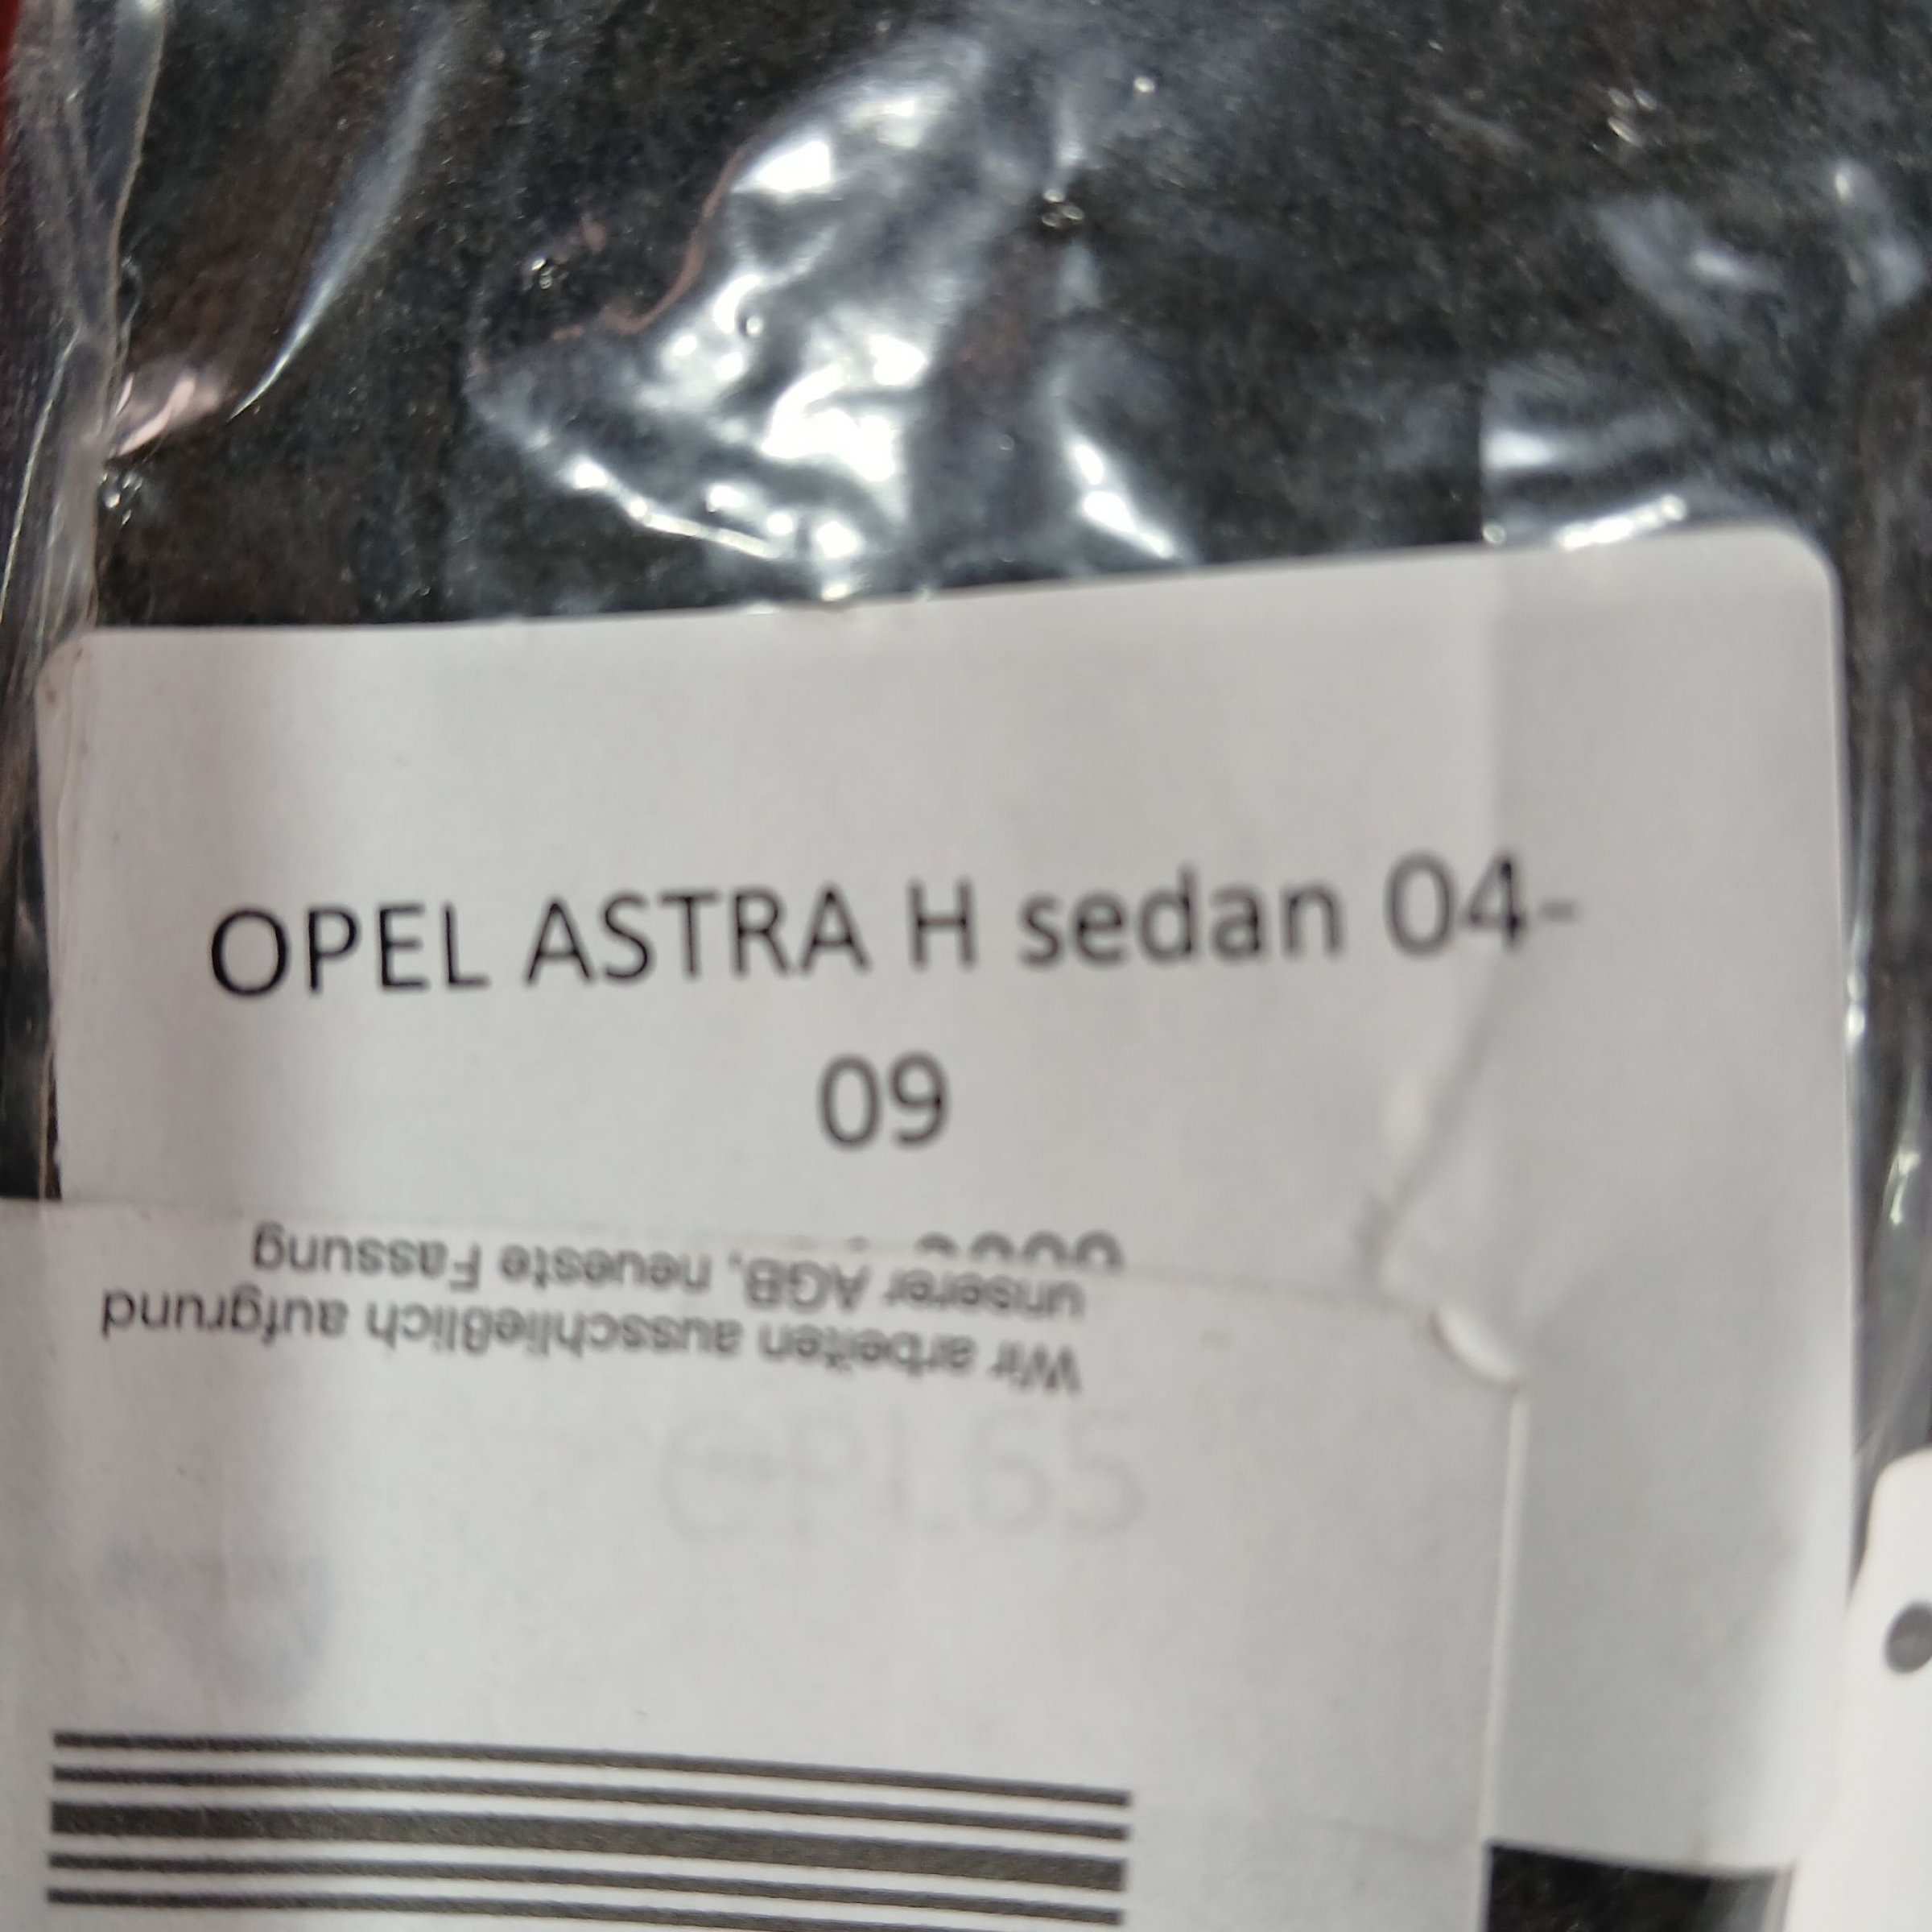 OPEL ASTRA H sedan 04-
09
Wir arbeiten ausschließlich aufgrund
unserer AGB, neueste Fassung